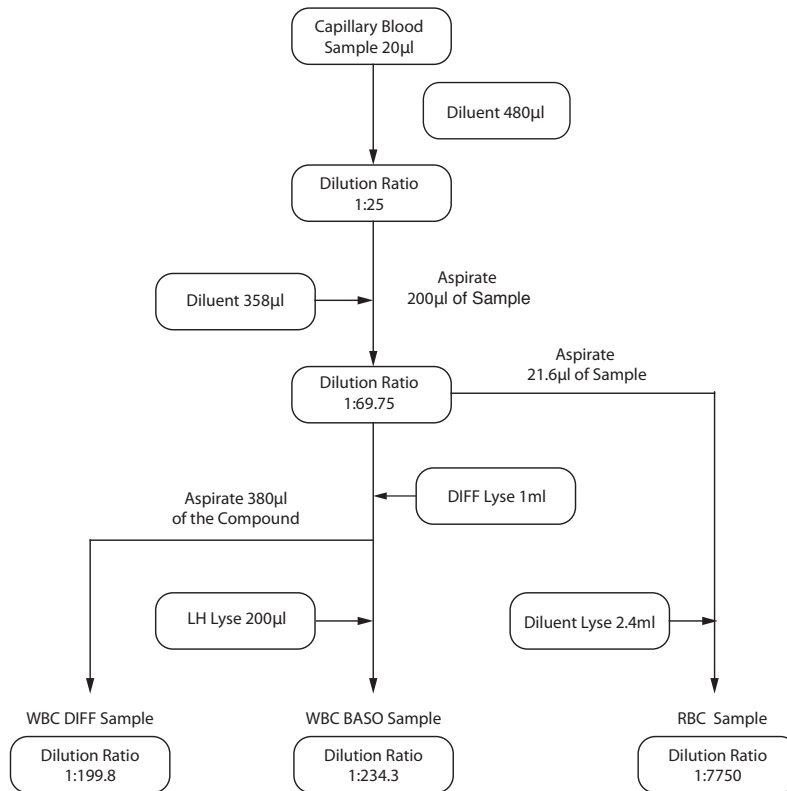 Capillary Blood
Sample 20µl
Diluent 480µl
Dilution Ratio
1:25
Aspirate
200µl of Sample
Diluent 358µl
Aspirate
21.6µl of Sample
Dilution Ratio
1:69.75
DIFF Lyse 1ml
Aspirate 380µl
of the Compound
LH Lyse 200µl
Diluent Lyse 2.4ml
WBC DIFF Sample
Dilution Ratio
1:199.8
WBC BASO Sample
Dilution Ratio
1:234.3
RBC Sample
Dilution Ratio
1:7750